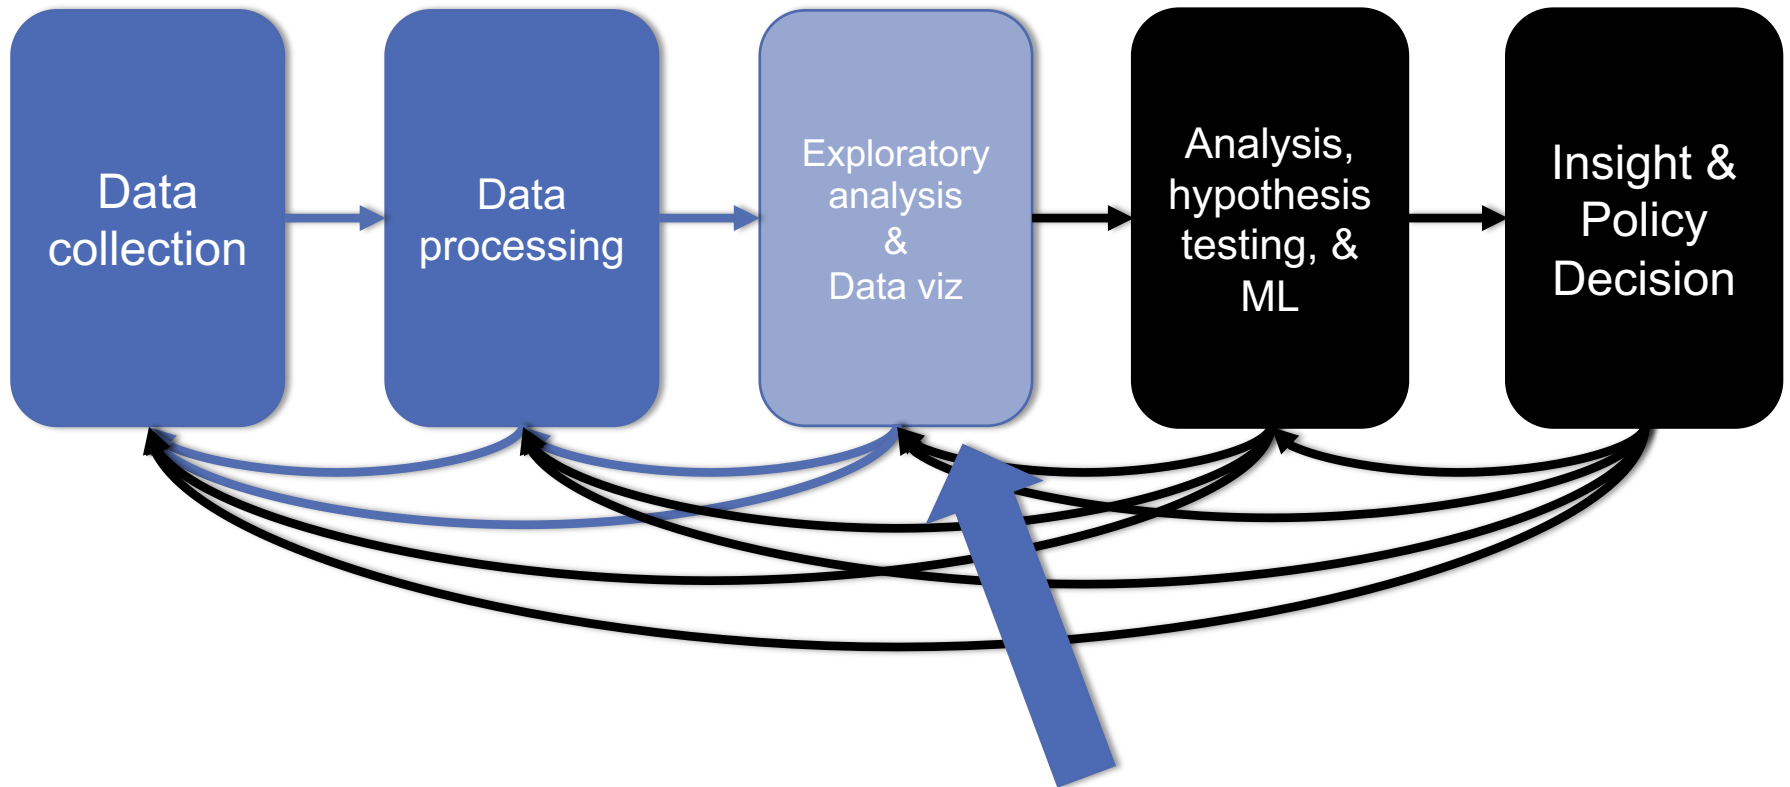 Data
collection
Data
processing
Exploratory
analysis
&
Data viz
Analysis,
hypothesis
testing, &
ML
Insight &
Policy
Decision